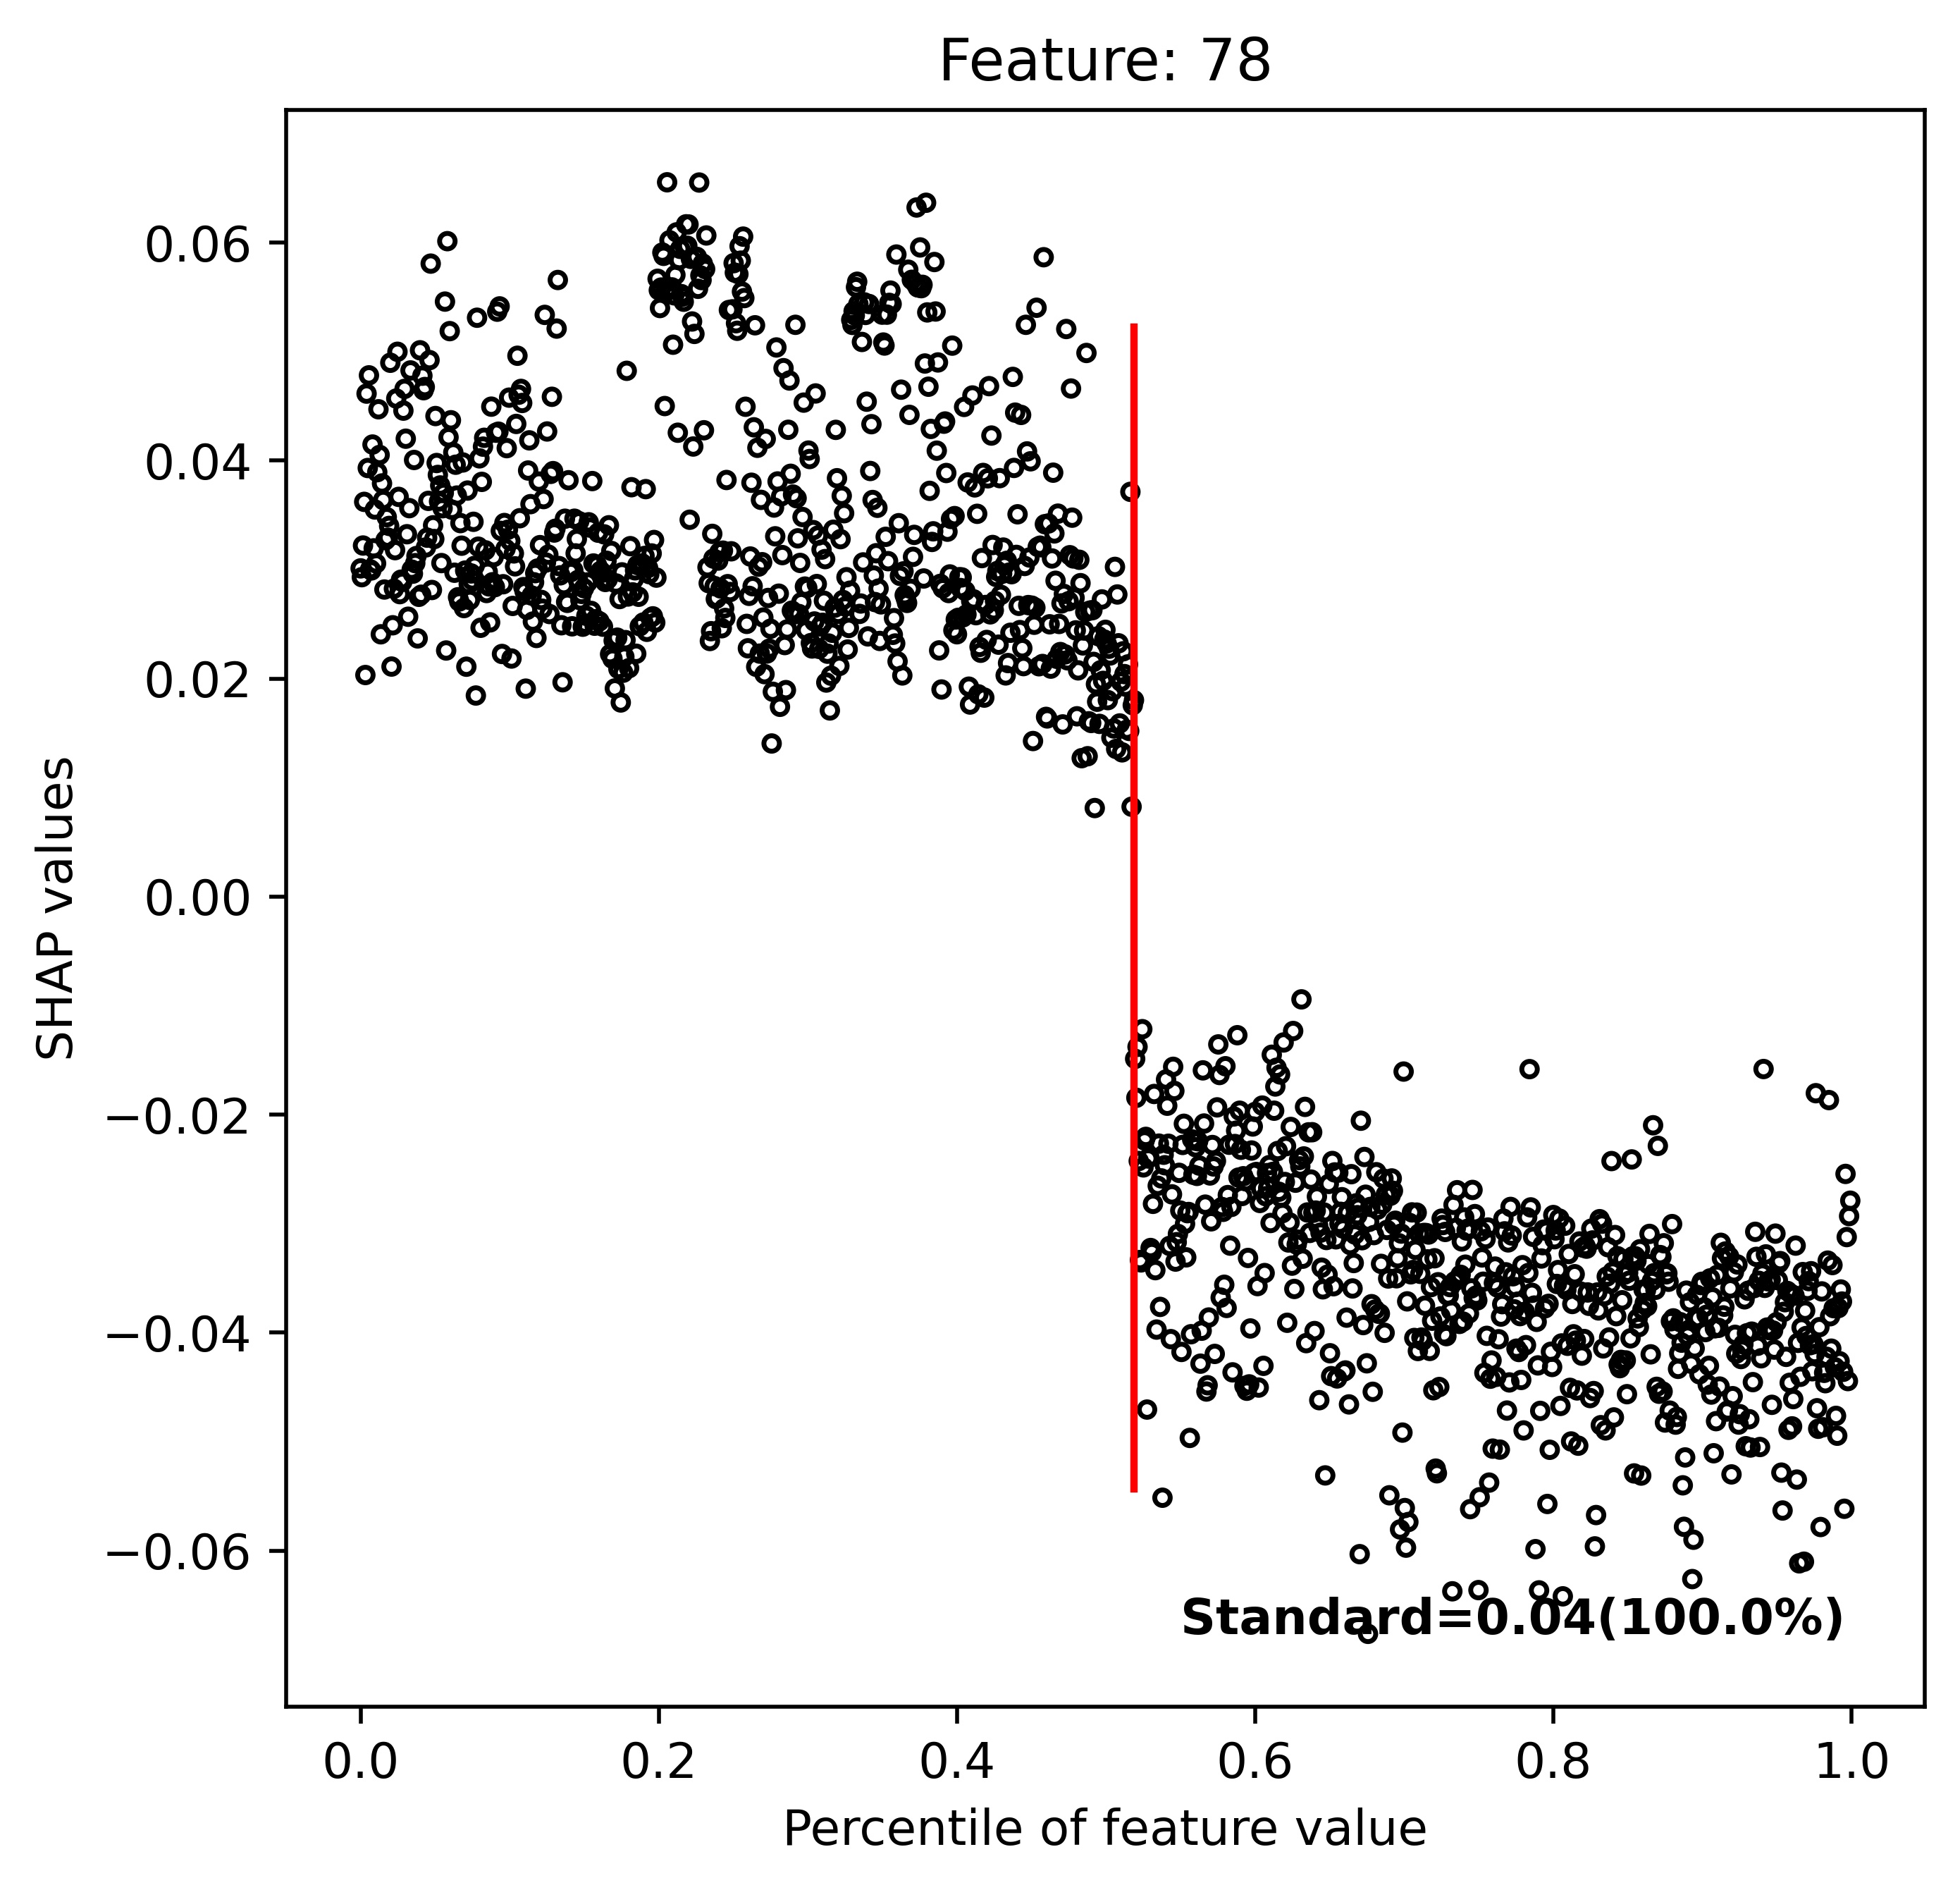 Feature: 78
0.06
0.04
0.02
0.00
−0.02
−0.04
−0.06
SHAP values
Standard=0.04(100.0%)
0.0 0.2 0.4 0.6 0.8 1.0
Percentile of feature value